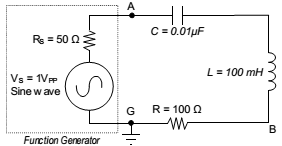 A
Rs = 50 Ω
C = 0.01µF
Vs = 1Vpp
Sine wave
L = 100 mH
G
R = 100 Ω
B
Function Generator